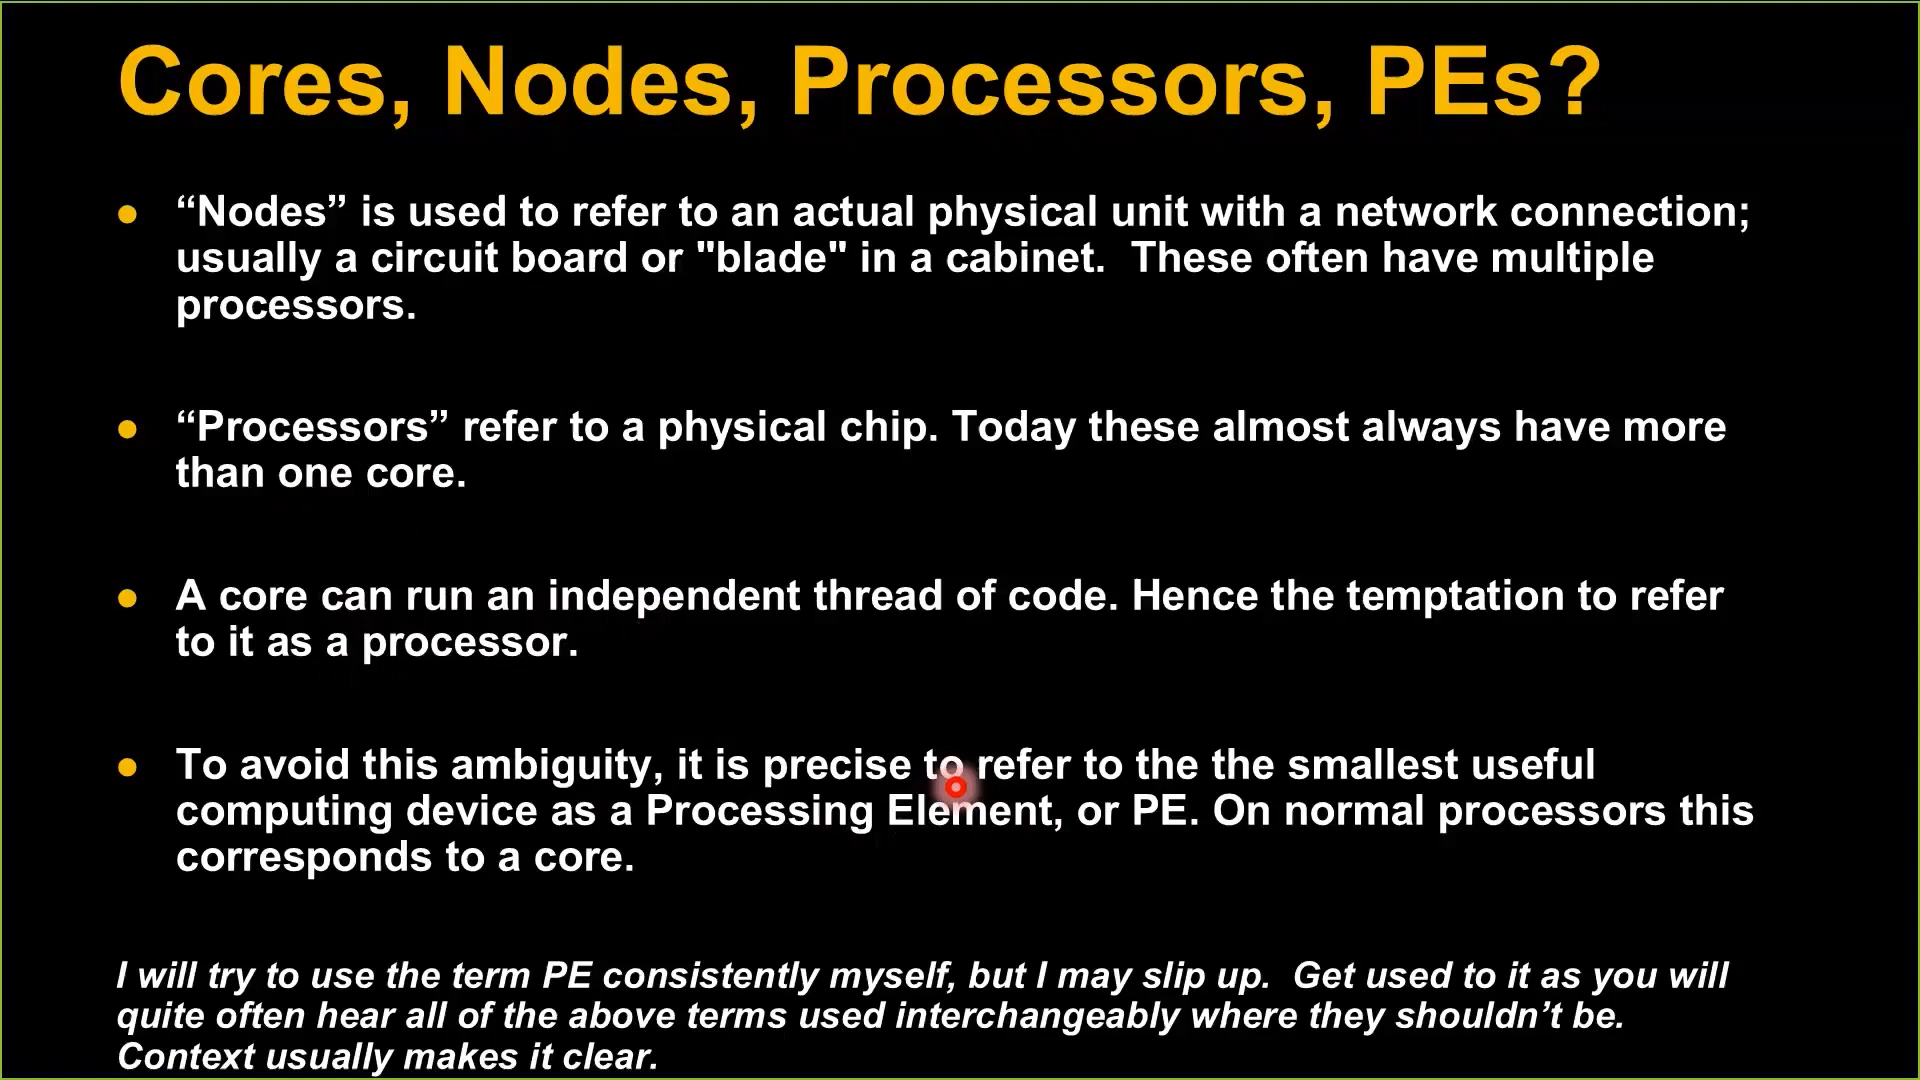 Cores, Nodes, Processors, PEs?
● “Nodes” is used to refer to an actual physical unit with a network connection;
usually a circuit board or "blade" in a cabinet.  These often have multiple
processors.
● “Processors” refer to a physical chip. Today these almost always have more
than one core.
● A core can run an independent thread of code. Hence the temptation to refer
to it as a processor.
● To avoid this ambiguity, it is precise to refer to the the smallest useful
computing device as a Processing Element, or PE. On normal processors this
corresponds to a core.
I will try to use the term PE consistently myself, but I may slip up.  Get used to it as you will
quite often hear all of the above terms used interchangeably where they shouldn’t be.
Context usually makes it clear.